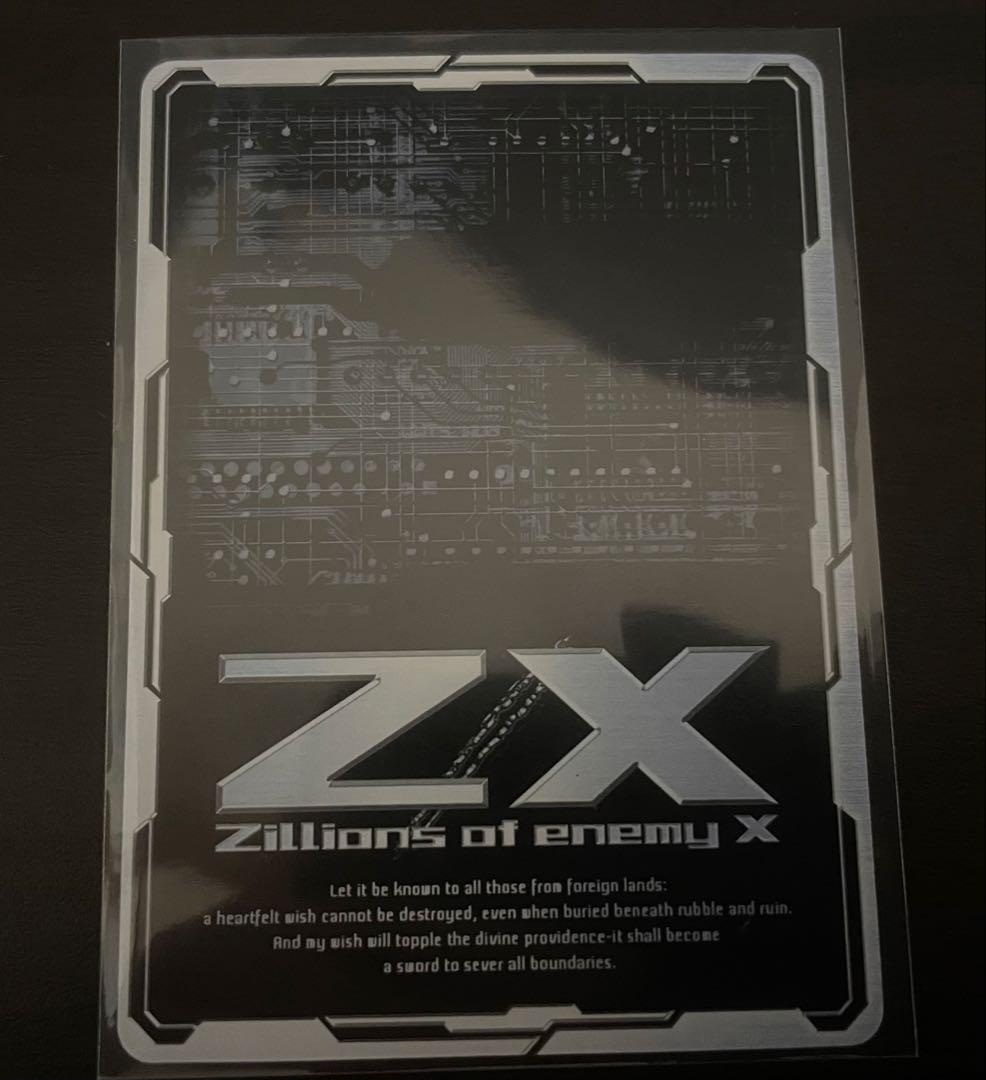 ZX
Zillions of enemy X
Let it be known to all those from foreign lands:
a heartfelt wish cannot be destroyed, even when buried beneath rubble and ruin.
And my wish will topple the divine providence-it shall become
a sword to sever all boundaries.